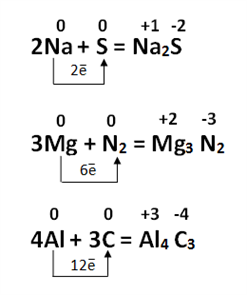 0 0 +1 -2
2Na + S = Na₂S
2ē
0 0 +2 -3
3Mg + N₂ = Mg₃ N₂
6ē
0 0 +3 -4
4Al + 3C = Al₄ C₃
12ē